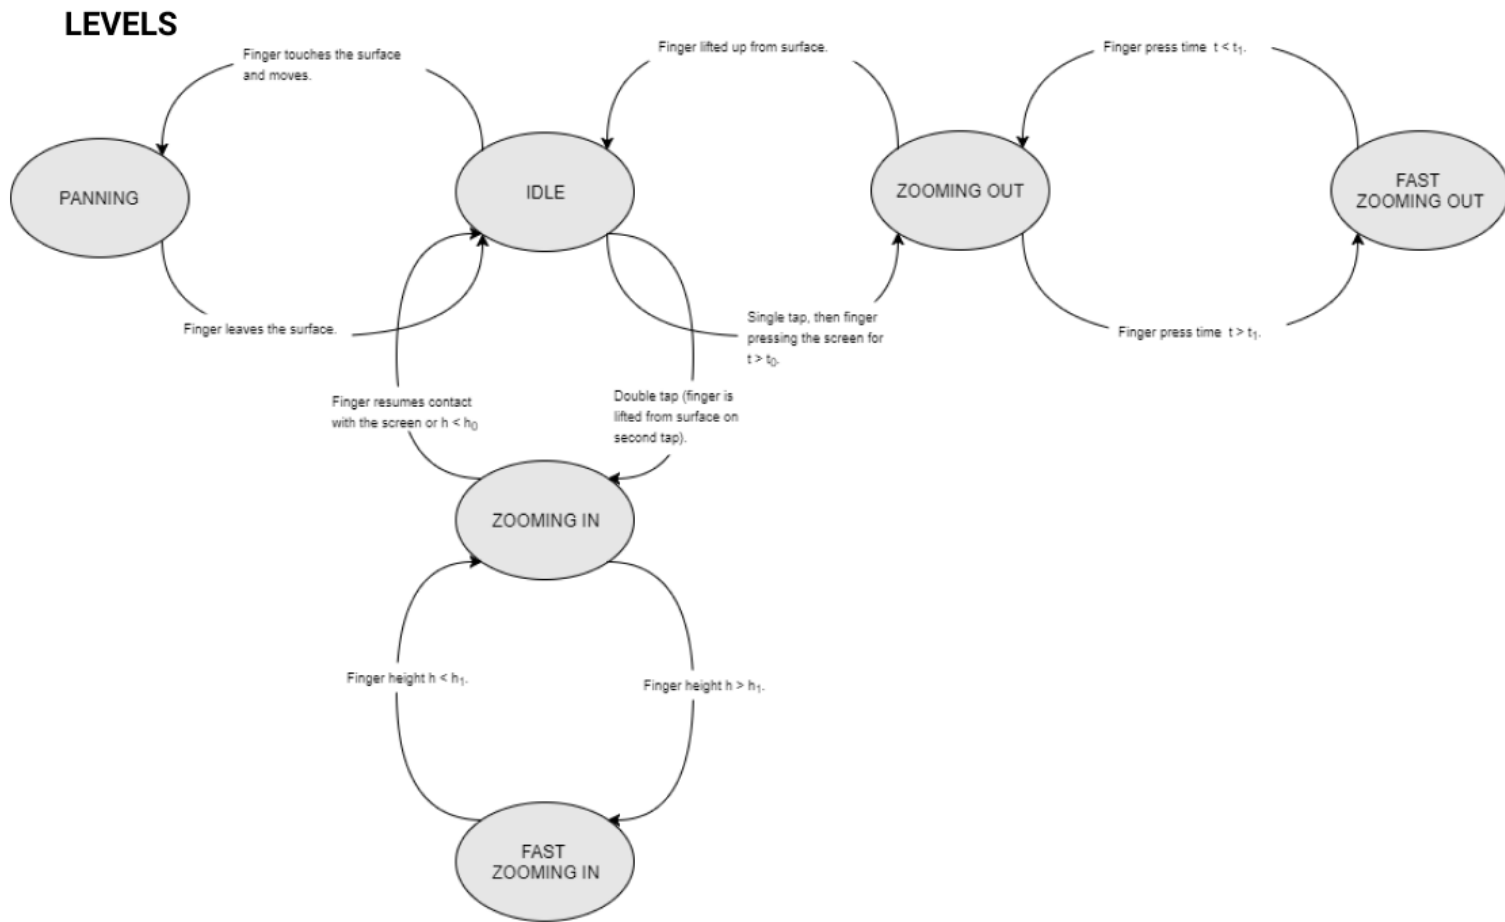 LEVELS
Finger touches the surface
and moves.
Finger lifted up from surface.
Finger press time t < t₁.
PANNING
IDLE
ZOOMING OUT
FAST
ZOOMING OUT
Finger leaves the surface.
Single tap, then finger
pressing the screen for
t > t₀.
Finger press time t > t₁.
Finger resumes contact
with the screen or h < h₀
Double tap (finger is
lifted from surface on
second tap).
ZOOMING IN
Finger height h < h₁.
Finger height h > h₁.
FAST
ZOOMING IN